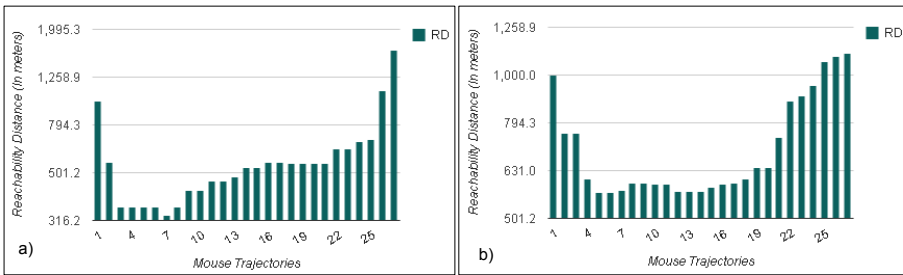 1,995.3
RD
1,258.9
794.3
501.2
316.2
Reachability Distance (In meters)
1 4 7 10 13 16 19 22 25
Mouse Trajectories
a)
1,258.9
RD
1,000.0
794.3
631.0
501.2
Reachability Distance (In meters)
1 4 7 10 13 16 19 22 25
Mouse Trajectories
b)